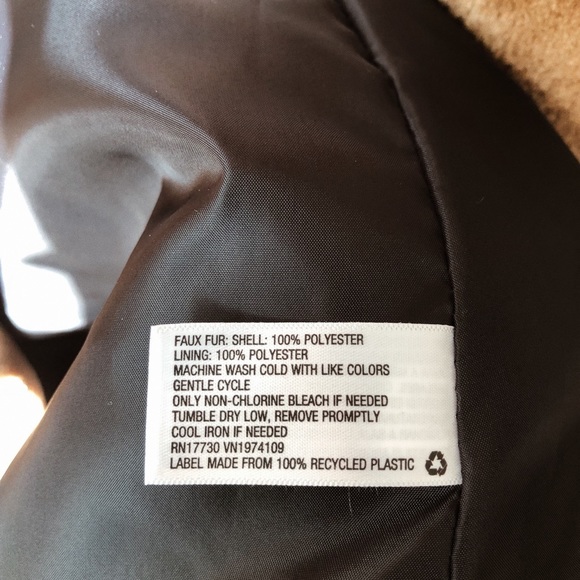 FAUX FUR: SHELL: 100% POLYESTER
LINING: 100% POLYESTER
MACHINE WASH COLD WITH LIKE COLORS
GENTLE CYCLE
ONLY NON-CHLORINE BLEACH IF NEEDED
TUMBLE DRY LOW, REMOVE PROMPTLY
COOL IRON IF NEEDED
RN17730 VN1974109
LABEL MADE FROM 100% RECYCLED PLASTIC